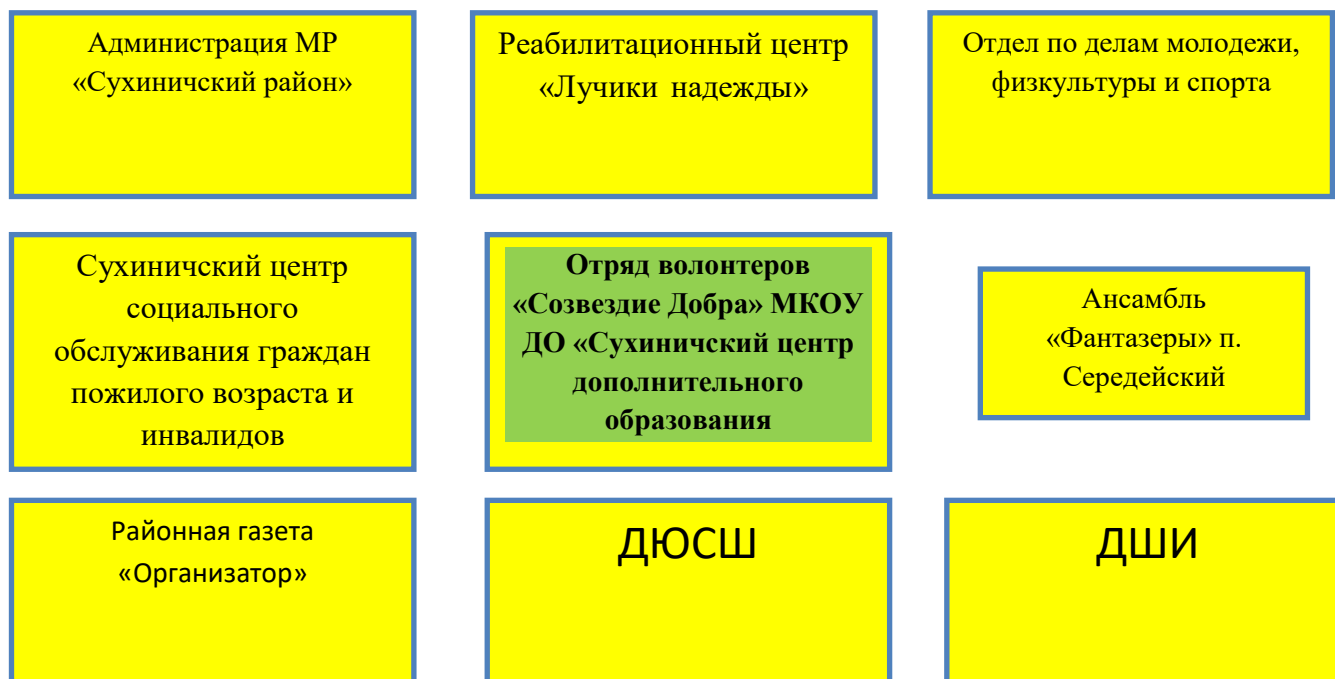 Администрация МР
«Сухиничский район»
Реабилитационный центр
«Лучики надежды»
Отдел по делам молодежи,
физкультуры и спорта
Сухиничский центр
социального
обслуживания граждан
пожилого возраста и
инвалидов
Отряд волонтеров
«Созвездие Добра» МКОУ
ДО «Сухиничский центр
дополнительного
образования
Ансамбль
«Фантазеры» п.
Середейский
Районная газета
«Организатор»
ДЮСШ
ДШИ